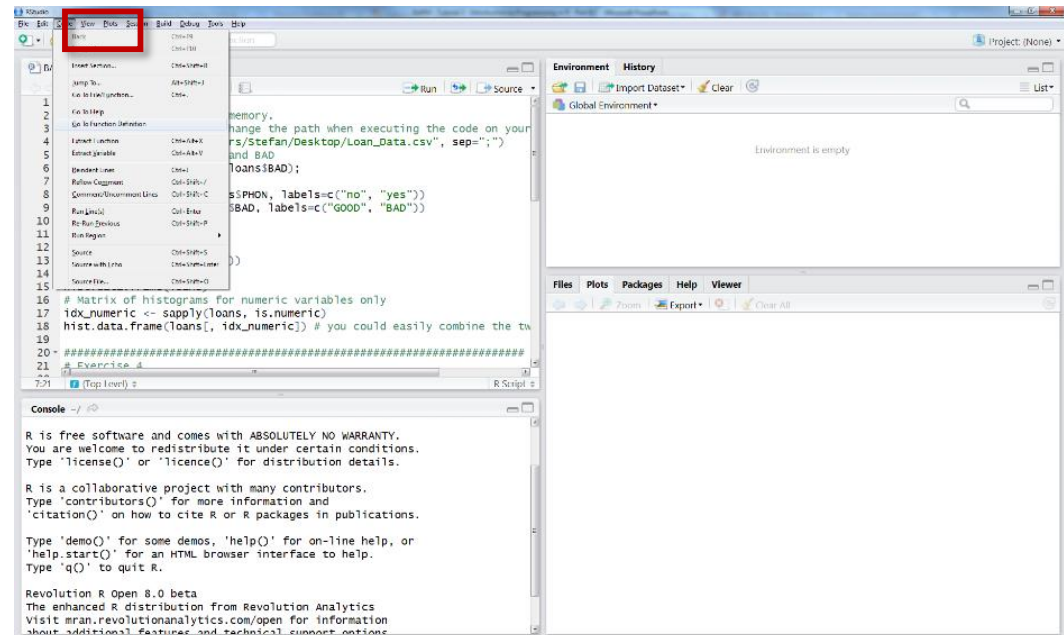 RStudio
File Edit Code View Plots Session Build Debug Tools Help
Back Ctrl+F9
Ctrl+F10
Project: (None)
Insert Section... Ctrl+Shift+R
Jump To... Alt+Shift+J
Go To File/Function... Ctrl+.
Go To Help
Go To Function Definition
Extract Function Ctrl+Alt+X
Extract Variable Ctrl+Alt+V
Reindent Lines Ctrl+I
Reflow Comment Ctrl+Shift+/
Comment/Uncomment Lines Ctrl+Shift+C
Run Line(s) Ctrl+Enter
Re-Run Previous Ctrl+Shift+P
Run Region
Source Ctrl+Shift+S
Source with Echo Ctrl+Shift+Enter
Source File... Ctrl+Shift+O
Run Source
1
2 memory.
3 hange the path when executing the code on your
4 rs/Stefan/Desktop/Loan_Data.csv", sep=";")
5 and BAD
6 loans$BAD);
7
8 s$PHON, labels=c("no", "yes"))
9 $BAD, labels=c("GOOD", "BAD"))
10
11
12
13 ))
14
15
16 # Matrix of histograms for numeric variables only
17 idx_numeric <- sapply(loans, is.numeric)
18 hist.data.frame(loans[, idx_numeric]) # you could easily combine the tw
19
20 ######################################################################
21 # Exercise 4
7:21 (Top Level) R Script
Console ~/
R is free software and comes with ABSOLUTELY NO WARRANTY.
You are welcome to redistribute it under certain conditions.
Type 'license()' or 'licence()' for distribution details.
R is a collaborative project with many contributors.
Type 'contributors()' for more information and
'citation()' on how to cite R or R packages in publications.
Type 'demo()' for some demos, 'help()' for on-line help, or
'help.start()' for an HTML browser interface to help.
Type 'q()' to quit R.
Revolution R Open 8.0 beta
The enhanced R distribution from Revolution Analytics
Visit mran.revolutionanalytics.com/open for information
about additional features and technical support options
Environment History
Import Dataset Clear List
Global Environment
Environment is empty
Files Plots Packages Help Viewer
Zoom Export Clear All